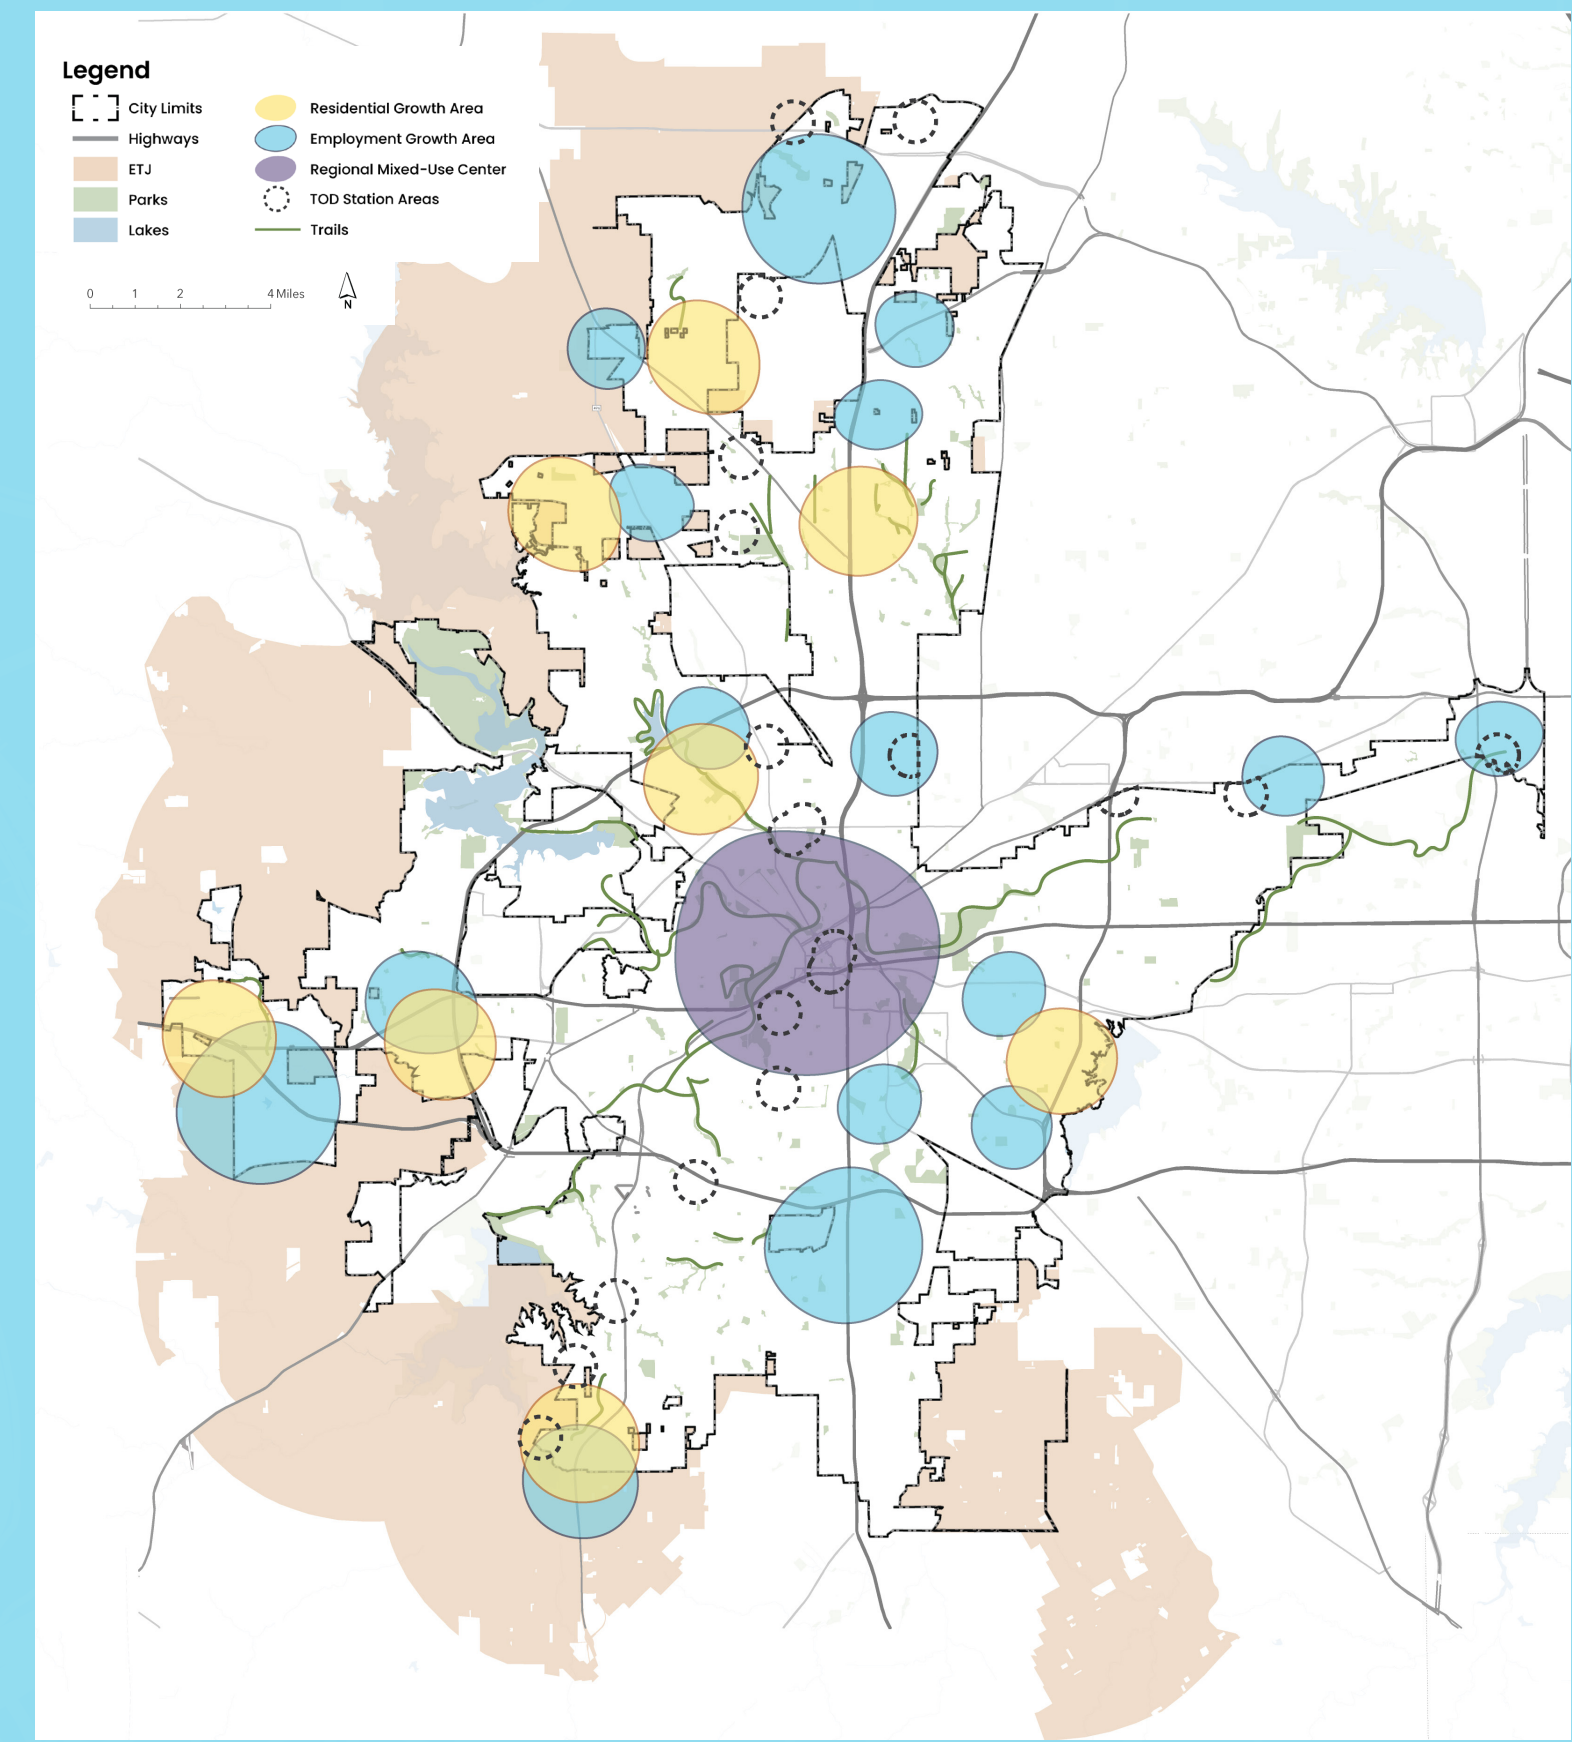 Legend
City Limits
Highways
ETJ
Parks
Lakes
Residential Growth Area
Employment Growth Area
Regional Mixed-Use Center
TOD Station Areas
Trails
0 1 2 4 Miles
N